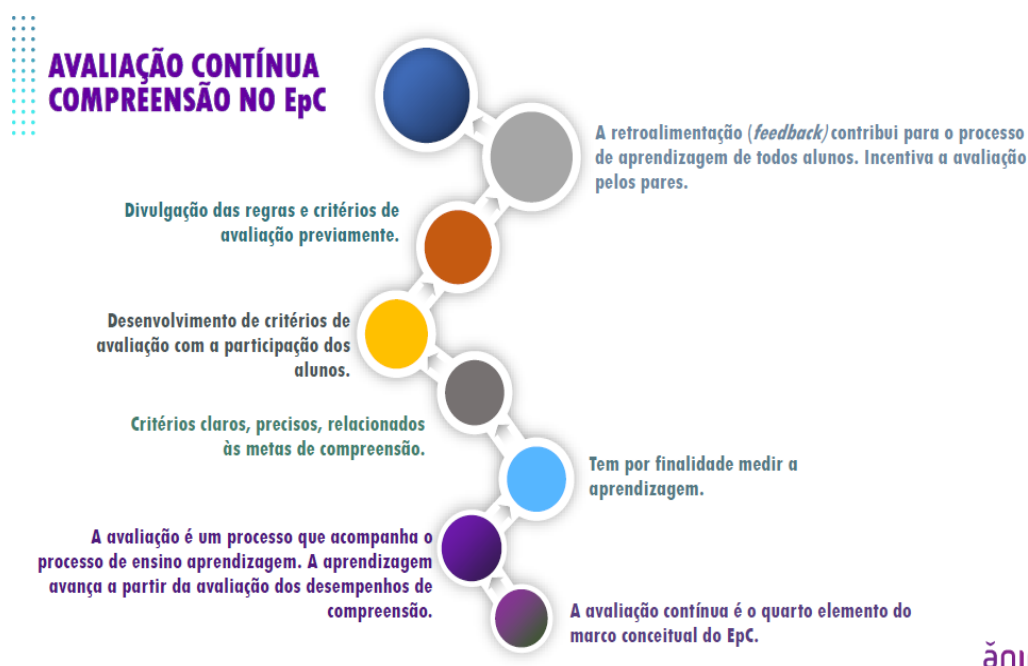 AVALIAÇÃO CONTÍNUA
COMPREENSÃO NO EpC
A retroalimentação (feedback) contribui para o processo
de aprendizagem de todos alunos. Incentiva a avaliação
pelos pares.
Divulgação das regras e critérios de
avaliação previamente.
Desenvolvimento de critérios de
avaliação com a participação dos
alunos.
Critérios claros, precisos, relacionados
às metas de compreensão.
Tem por finalidade medir a
aprendizagem.
A avaliação é um processo que acompanha o
processo de ensino aprendizagem. A aprendizagem
avança a partir da avaliação dos desempenhos de
compreensão.
A avaliação contínua é o quarto elemento do
marco conceitual do EpC.